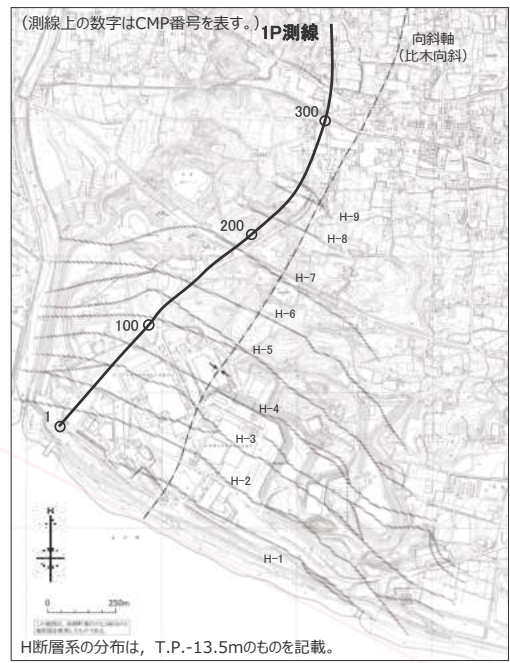 (測線上の数字はCMP番号を表す。)
1P測線
向斜軸
(比木向斜)
300
H-9
200
H-8
H-7
H-6
100
H-5
H-4
1
H-3
H-2
H-1
N
0 250m
H断層系の分布は，T.P.-13.5mのものを記載。